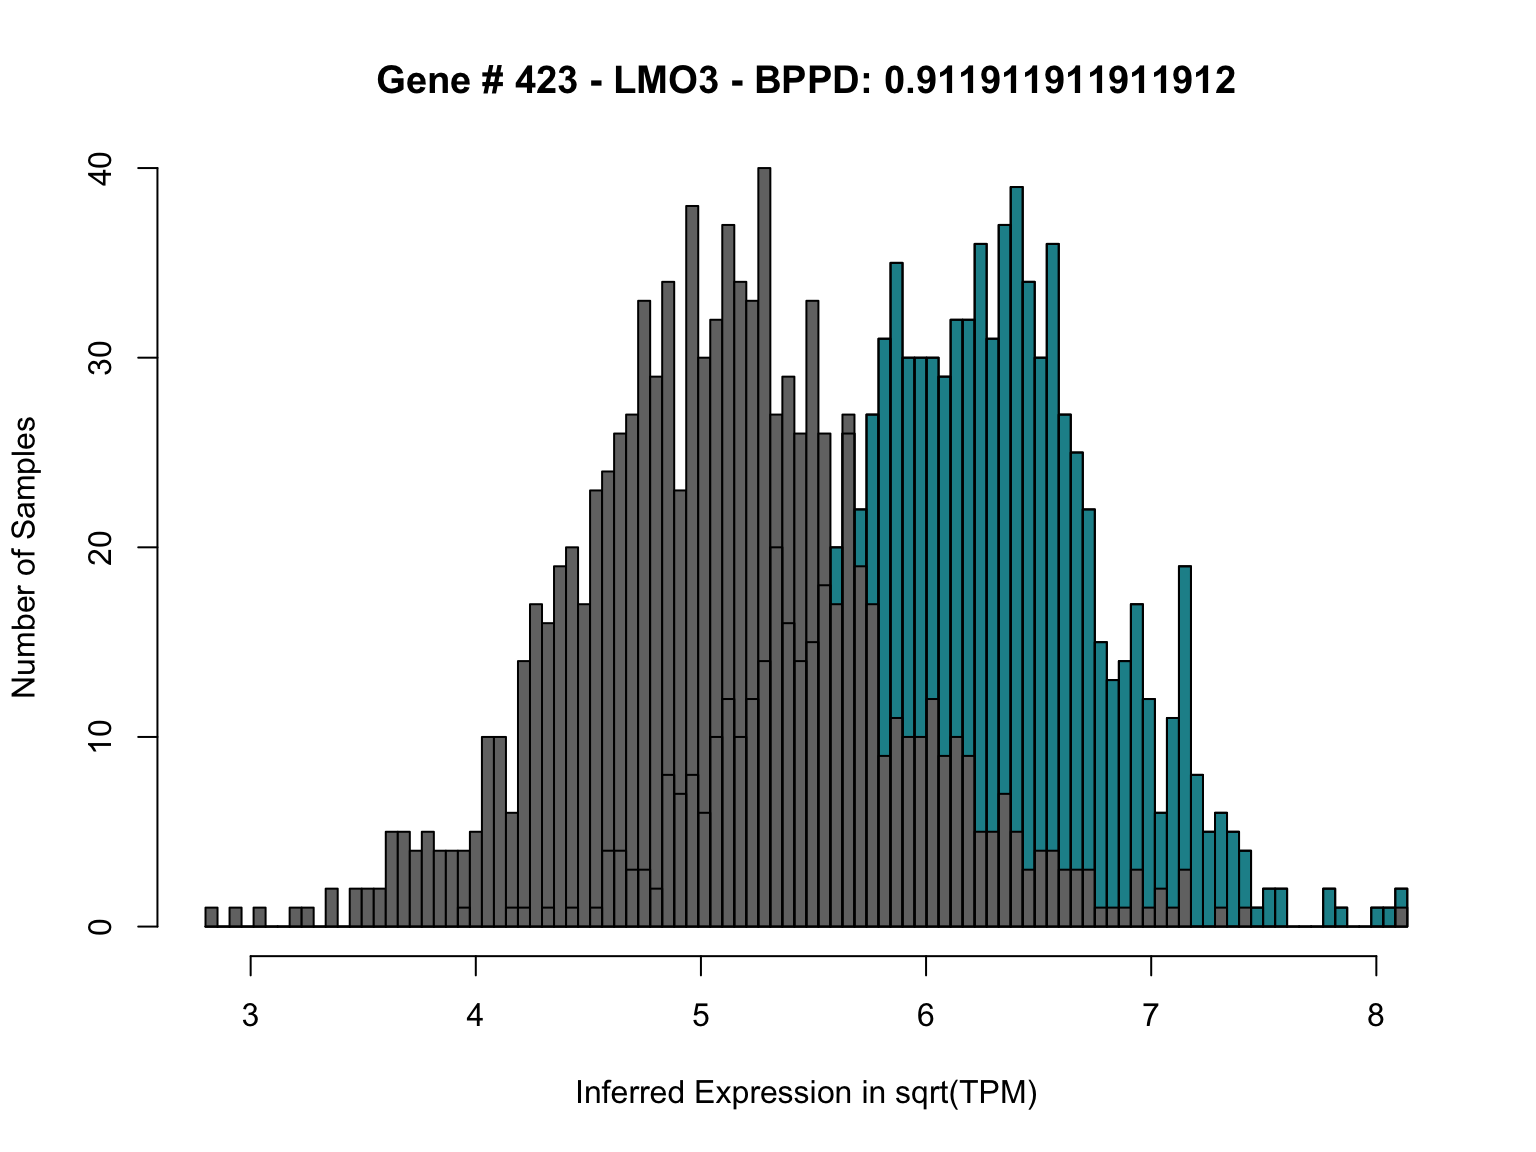 Gene # 423 - LMO3 - BPPD: 0.911911911911912
40
30
20
10
0
Number of Samples
3 4 5 6 7 8
Inferred Expression in sqrt(TPM)